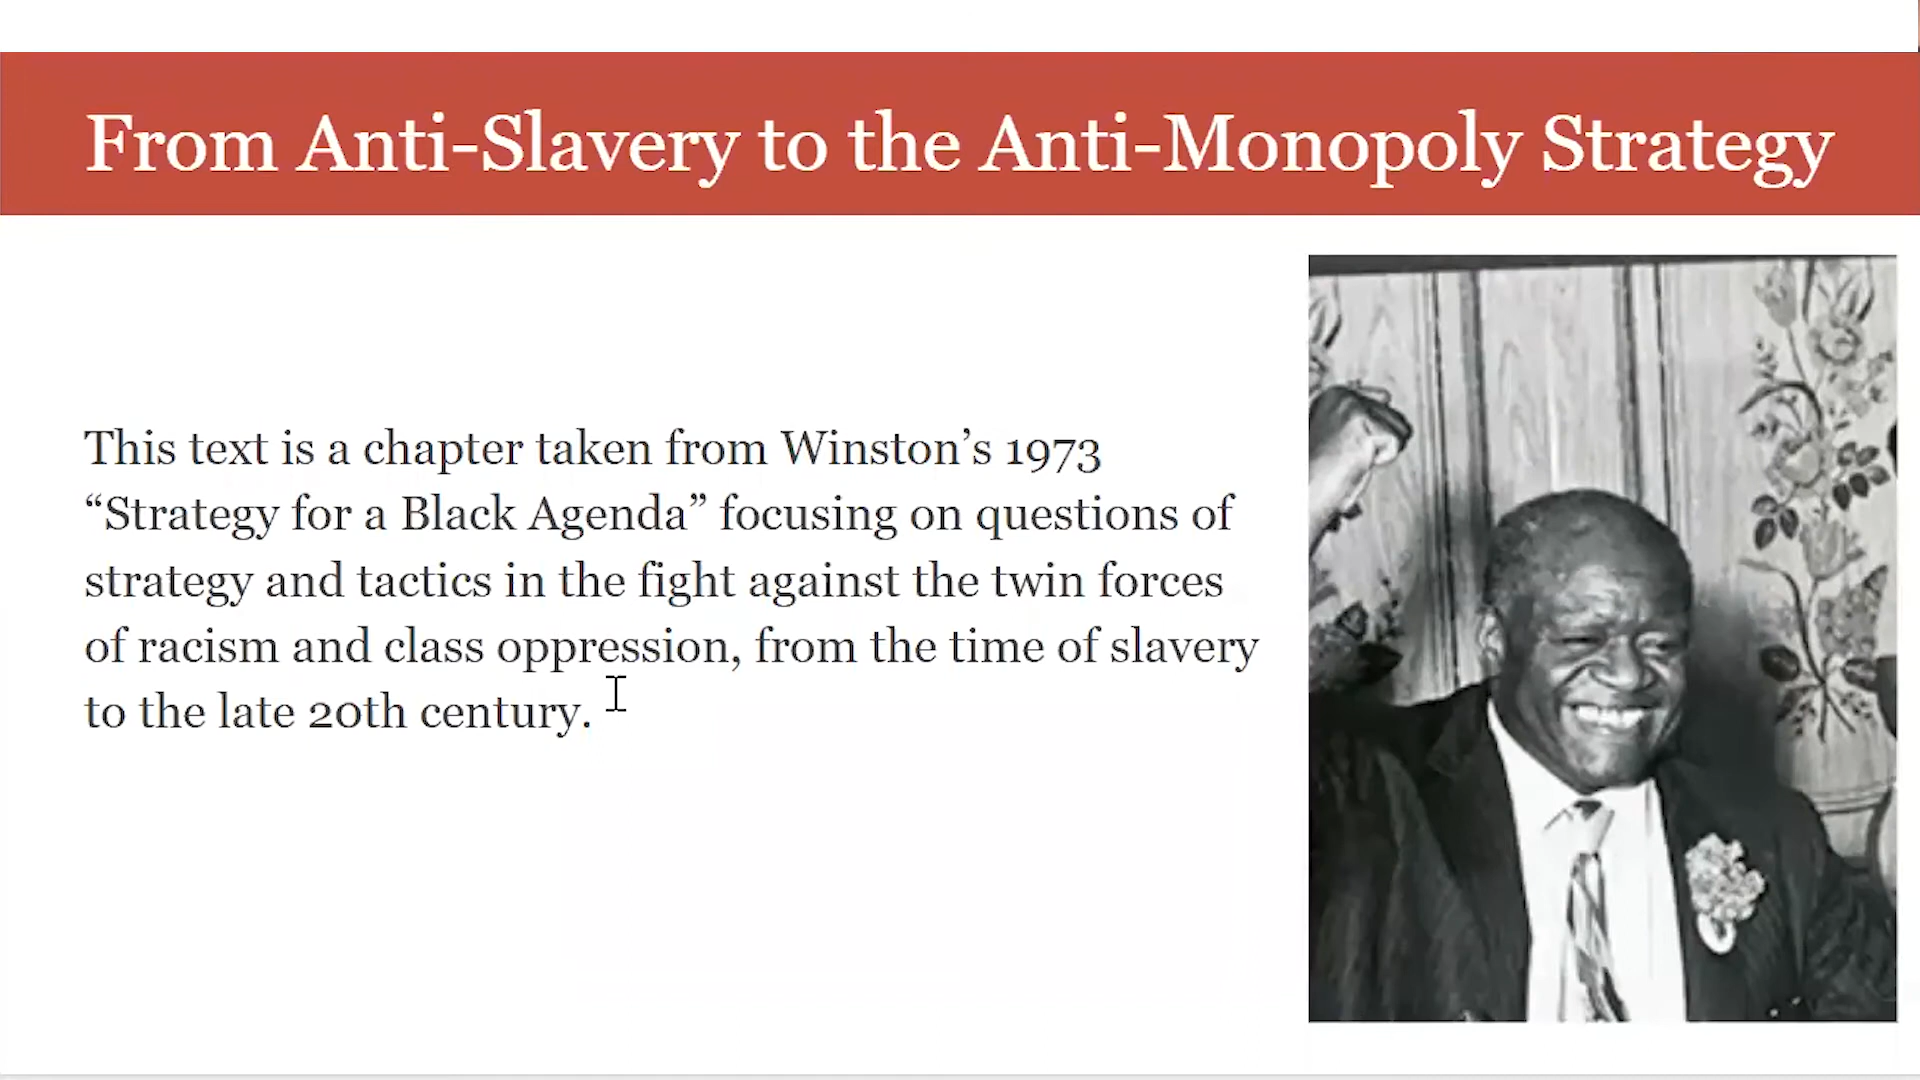 From Anti-Slavery to the Anti-Monopoly Strategy
This text is a chapter taken from Winston’s 1973
“Strategy for a Black Agenda” focusing on questions of
strategy and tactics in the fight against the twin forces
of racism and class oppression, from the time of slavery
to the late 20th century.